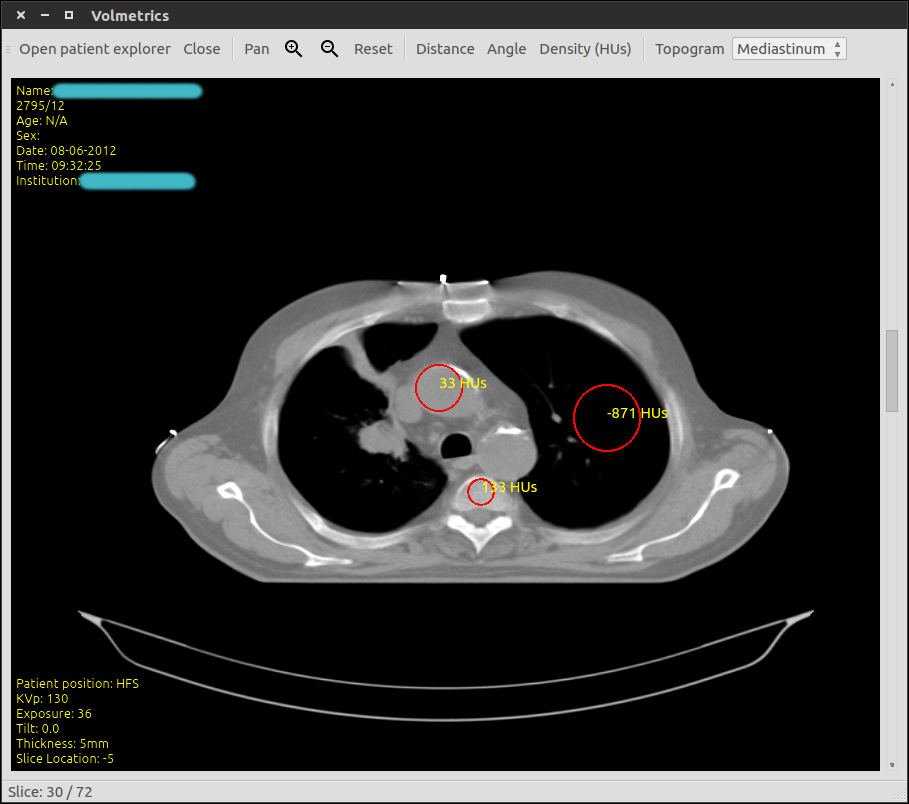 Volmetrics
Open patient explorer Close Pan Reset Distance Angle Density (HUs) Topogram Mediastinum
Name:
2795/12
Age: N/A
Sex:
Date: 08-06-2012
Time: 09:32:25
Institution:
33 HUs
-871 HUs
133 HUs
Patient position: HFS
KVp: 130
Exposure: 36
Tilt: 0.0
Thickness: 5mm
Slice Location: -5
Slice: 30 / 72